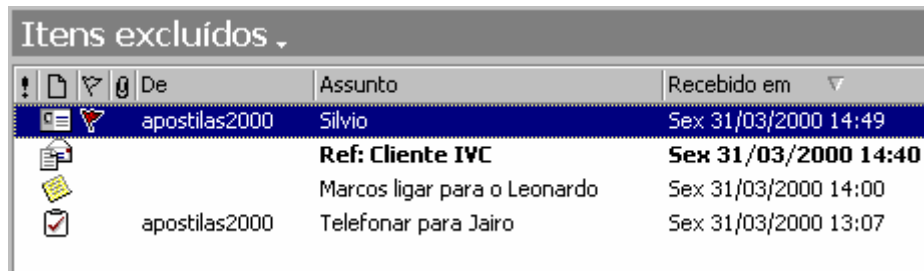 Itens excluídos
! De Assunto Recebido em
apostilas2000 Silvio Sex 31/03/2000 14:49
Ref: Cliente IVC Sex 31/03/2000 14:40
Marcos ligar para o Leonardo Sex 31/03/2000 14:00
apostilas2000 Telefonar para Jairo Sex 31/03/2000 13:07